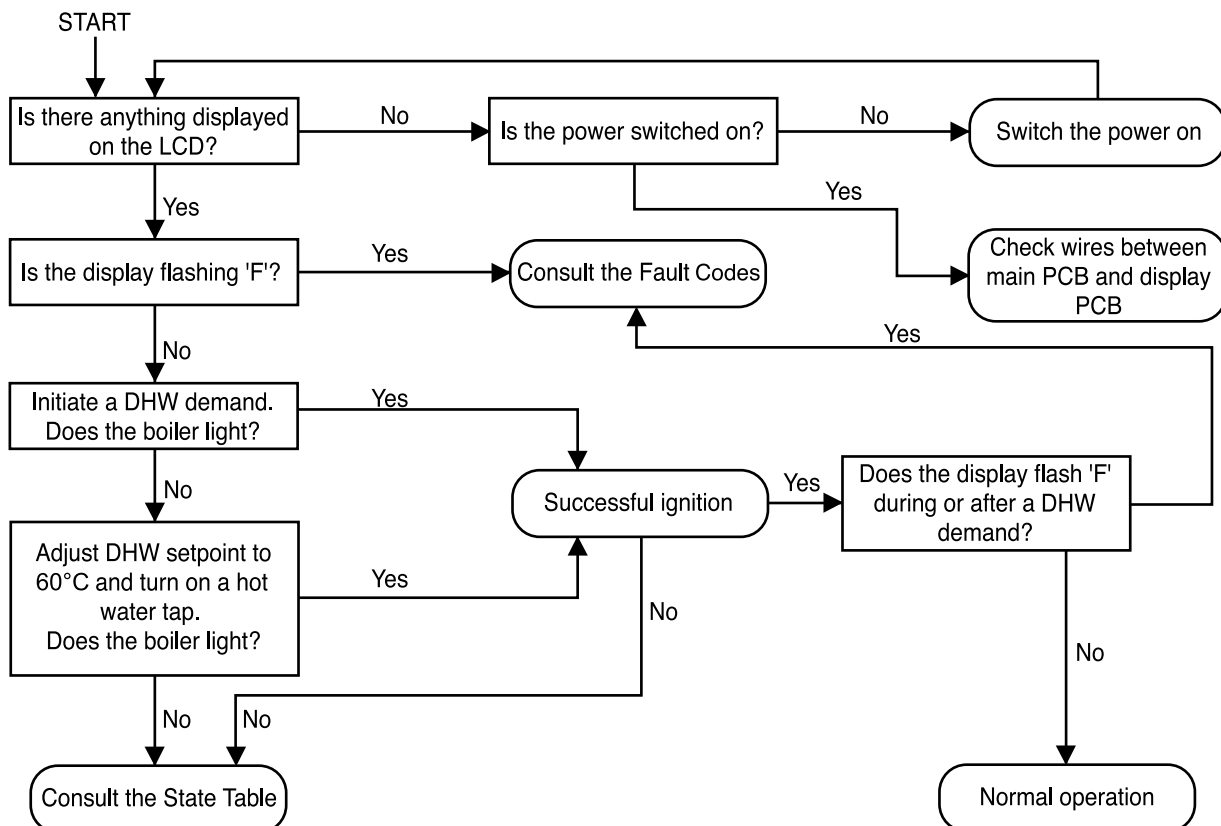 START
Is there anything displayed
on the LCD?
No
Is the power switched on?
No
Switch the power on
Yes
Yes
Check wires between
main PCB and display
PCB
Is the display flashing 'F'?
Yes
Consult the Fault Codes
Yes
No
Initiate a DHW demand.
Does the boiler light?
Yes
No
Successful ignition
Yes
Does the display flash 'F'
during or after a DHW
demand?
Adjust DHW setpoint to
60°C and turn on a hot
water tap.
Does the boiler light?
Yes
No
No
No
No
Consult the State Table
Normal operation